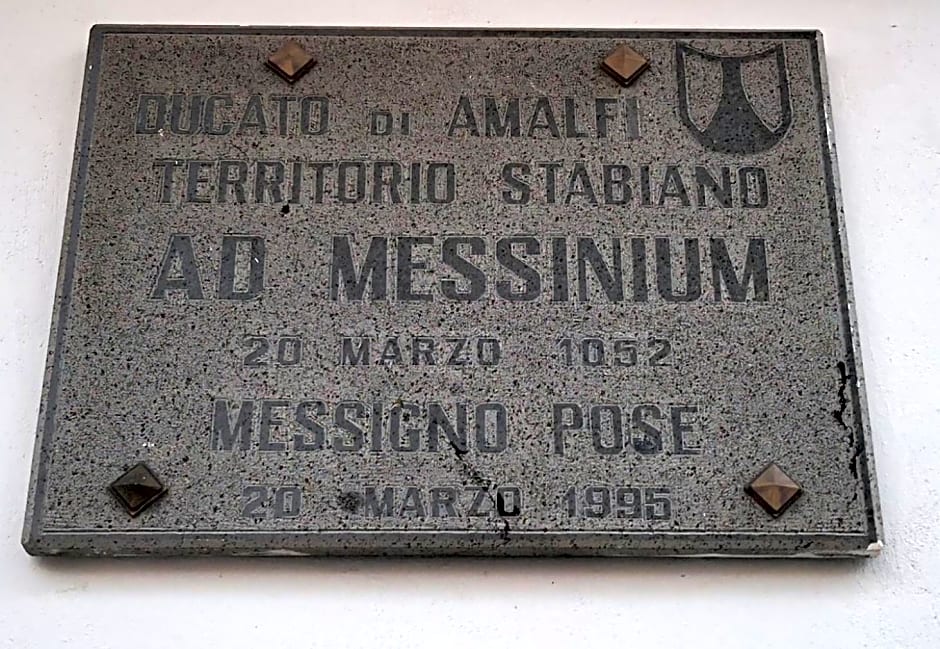 DUCATO di AMALFI
TERRITORIO STABIANO
AD MESSINIUM
20 MARZO 1052
MESSIGNO POSE
20 MARZO 1995